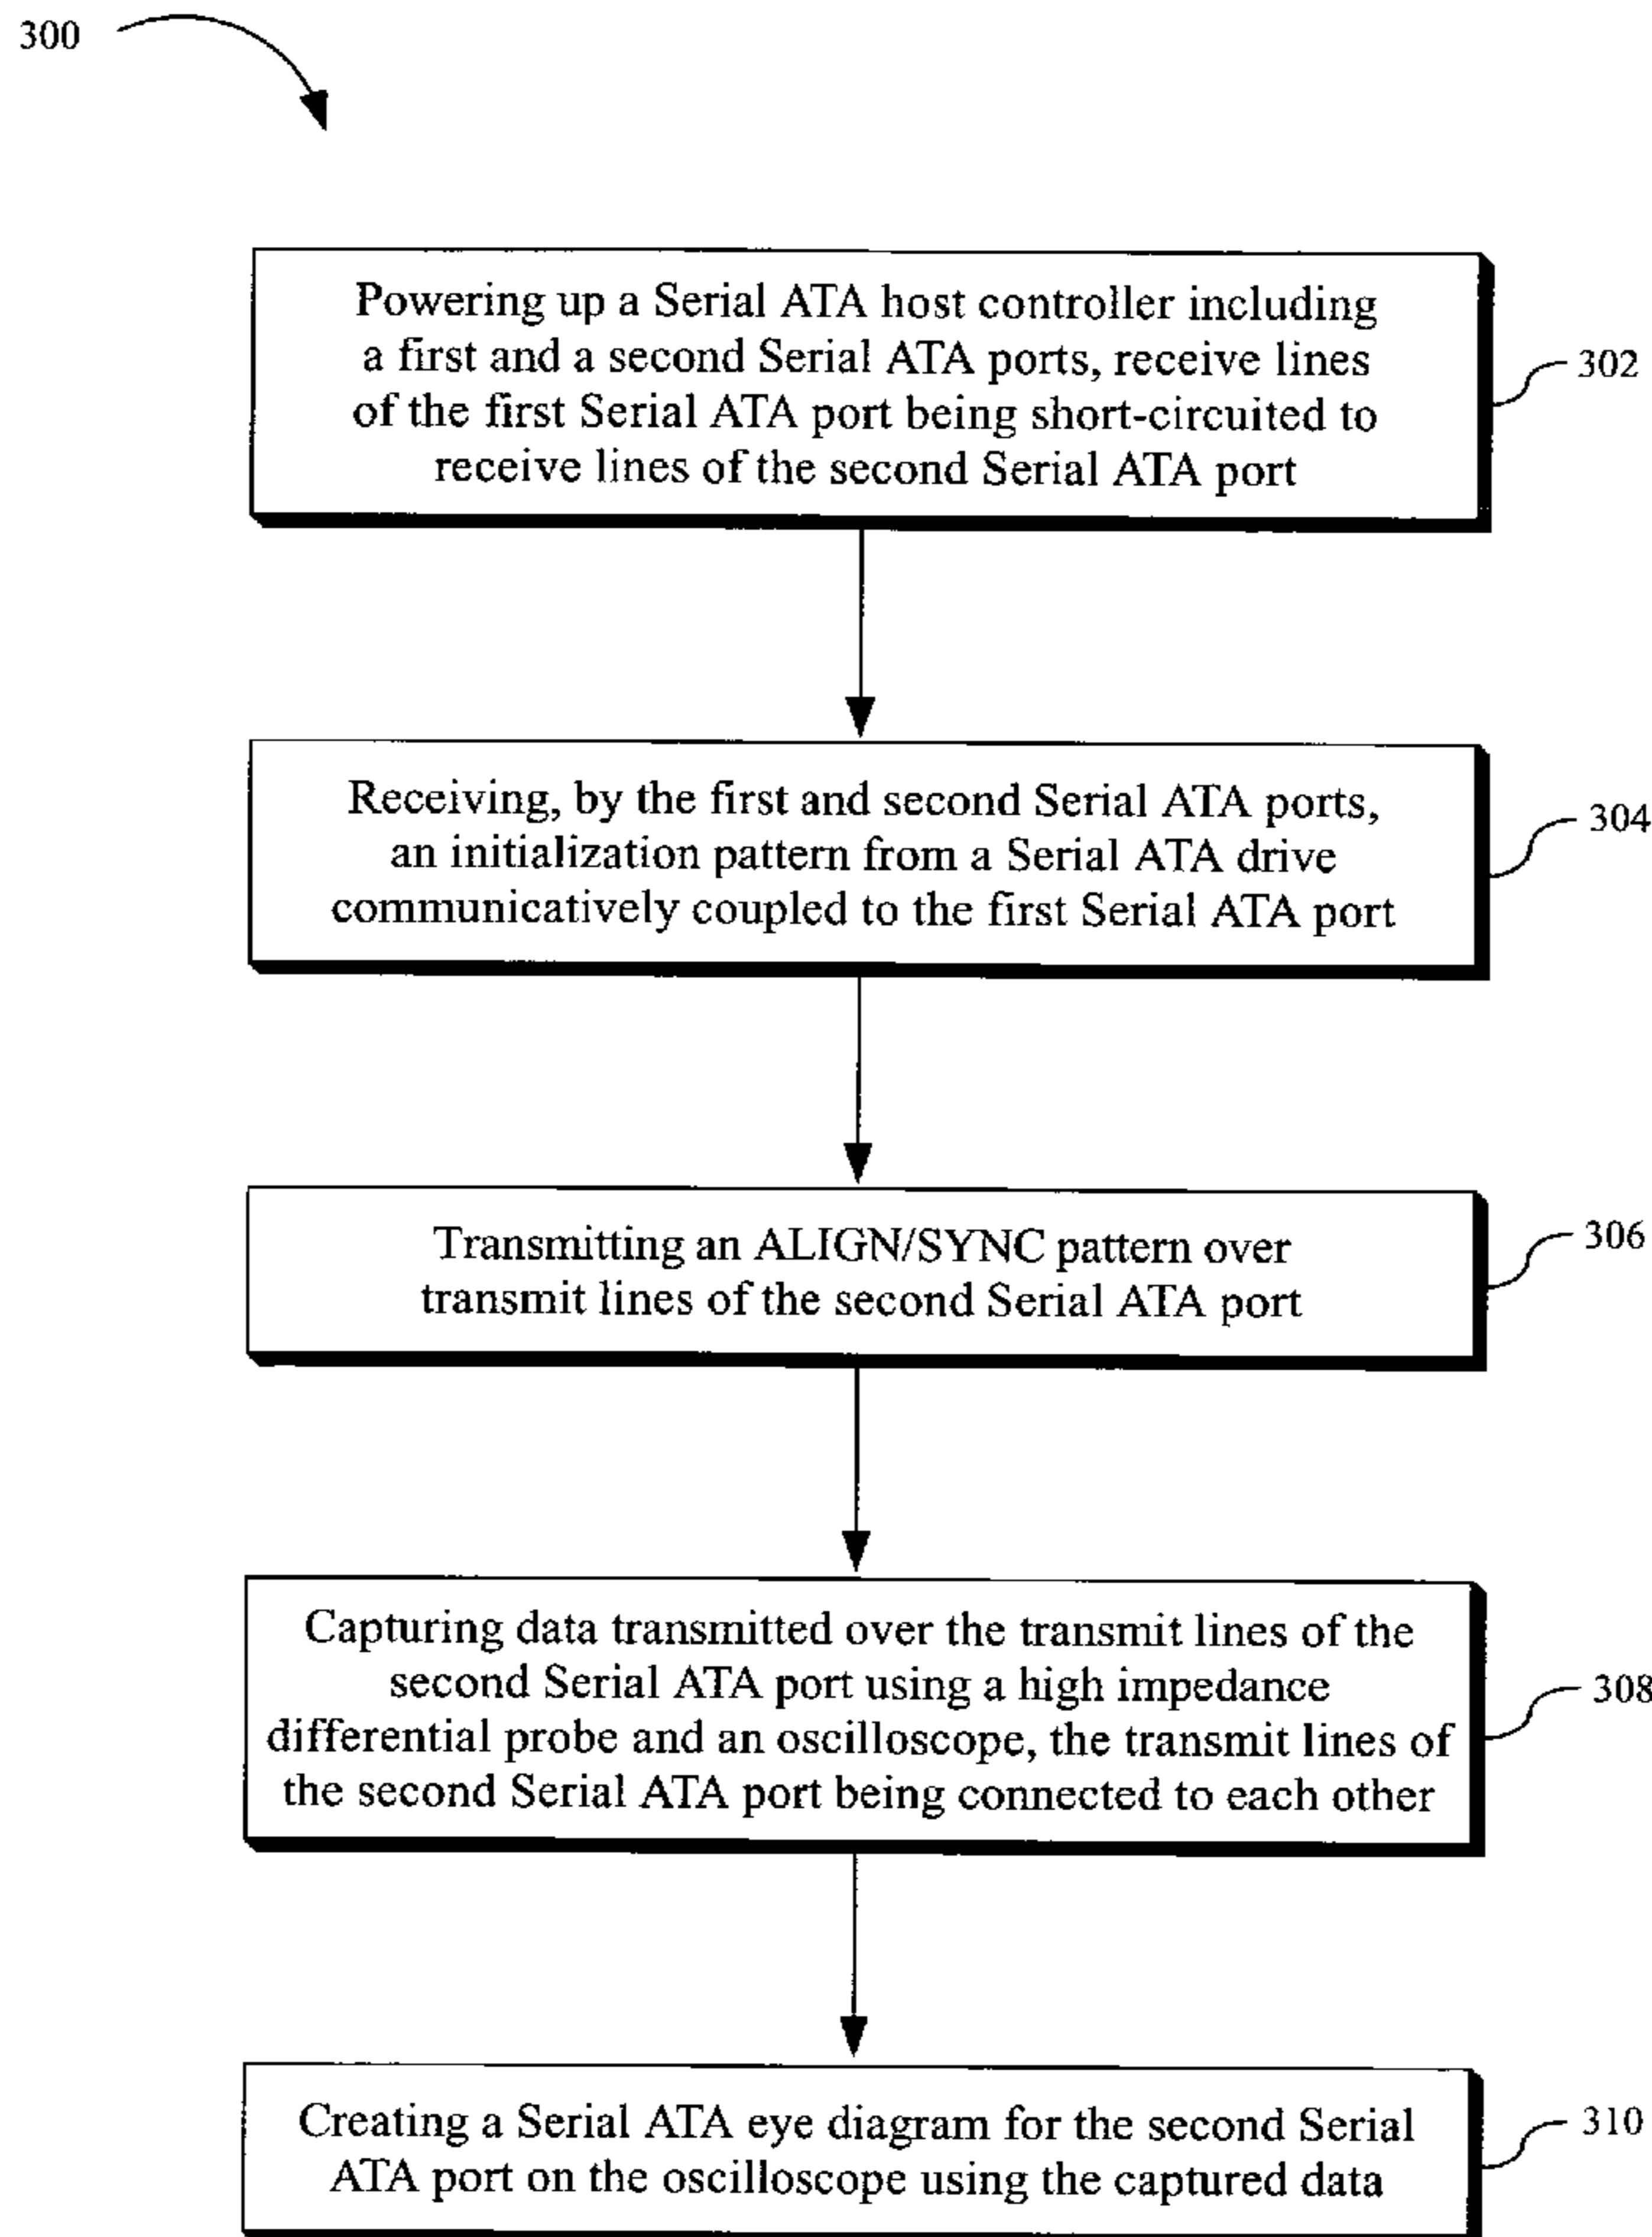 300
Powering up a Serial ATA host controller including
a first and a second Serial ATA ports, receive lines
of the first Serial ATA port being short-circuited to
receive lines of the second Serial ATA port
302
Receiving, by the first and second Serial ATA ports,
an initialization pattern from a Serial ATA drive
communicatively coupled to the first Serial ATA port
304
Transmitting an ALIGN/SYNC pattern over
transmit lines of the second Serial ATA port
306
Capturing data transmitted over the transmit lines of the
second Serial ATA port using a high impedance
differential probe and an oscilloscope, the transmit lines of
the second Serial ATA port being connected to each other
308
Creating a Serial ATA eye diagram for the second Serial
ATA port on the oscilloscope using the captured data
310